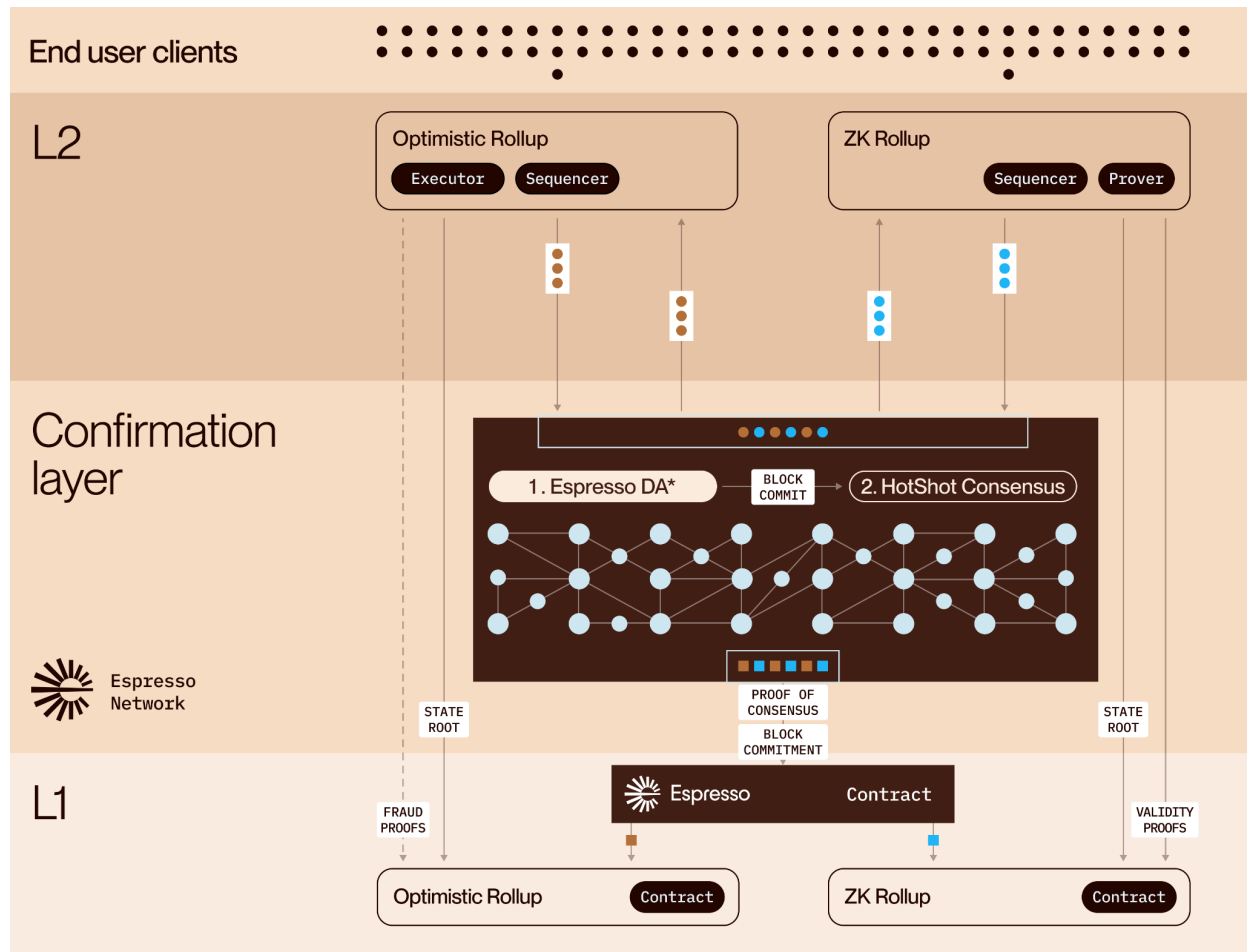 End user clients
L2
Optimistic Rollup
Executor
Sequencer
ZK Rollup
Sequencer
Prover
Confirmation
layer
1. Espresso DA*
BLOCK
COMMIT
2. HotShot Consensus
Espresso
Network
STATE
ROOT
PROOF OF
CONSENSUS
BLOCK
COMMITMENT
STATE
ROOT
L1
Espresso
Contract
FRAUD
PROOFS
VALIDITY
PROOFS
Optimistic Rollup
Contract
ZK Rollup
Contract